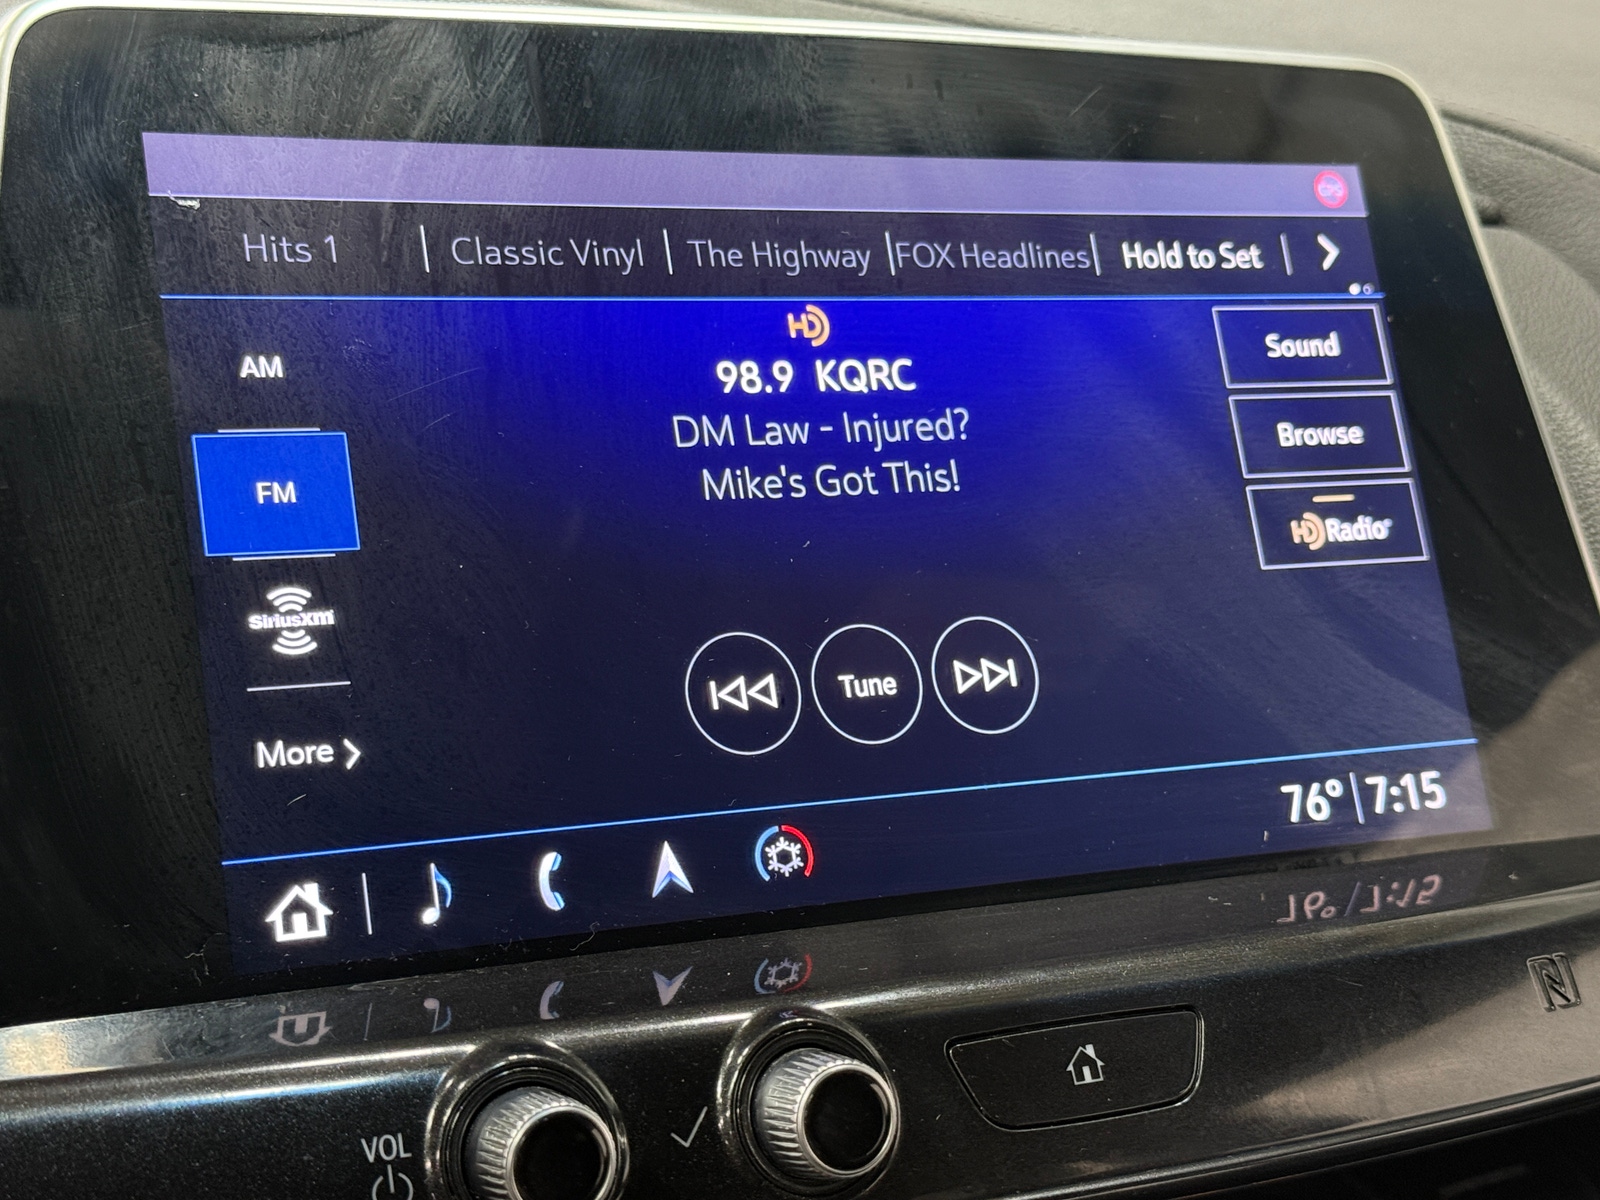 GPS
Hits 1 | Classic Vinyl | The Highway | FOX Headlines | Hold to Set |
HD
98.9 KQRC
DM Law - Injured?
Mike's Got This!
AM
FM
SiriusXM
More
Sound
Browse
HD Radio
Tune
76° | 7:15
VOL